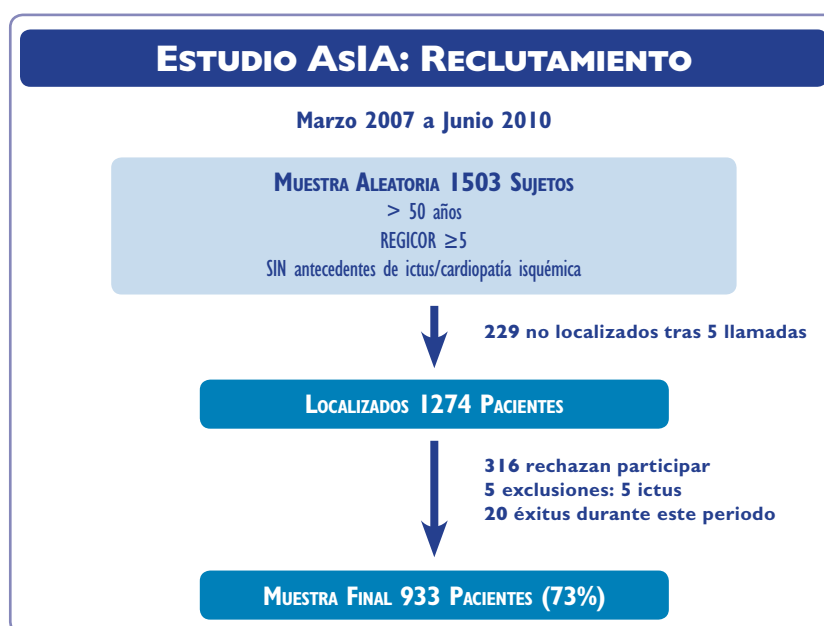 ESTUDIO ASIA: RECLUTAMIENTO
Marzo 2007 a Junio 2010
MUESTRA ALEATORIA 1503 SUJETOS
> 50 años
REGICOR ≥5
SIN antecedentes de ictus/cardiopatía isquémica
229 no localizados tras 5 llamadas
LOCALIZADOS 1274 PACIENTES
316 rechazan participar
5 exclusiones: 5 ictus
20 éxitus durante este periodo
MUESTRA FINAL 933 PACIENTES (73%)